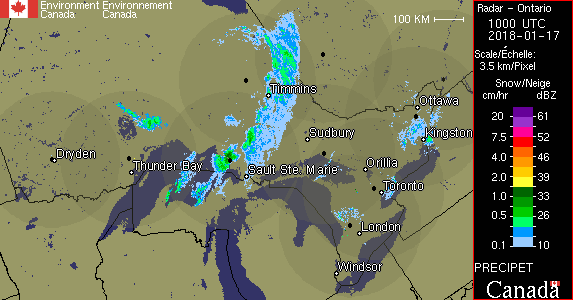 Environment Environnement
Canada Canada
100 KM
Radar - Ontario
1000 UTC
2018-01-17
Scale/Échelle:
3.5 km/Pixel
Snow/Neige
cm/hr dBZ
20 61
7.5 52
4.0 46
2.0 39
1.0 33
0.5 26
0.1 10
PRECIPET
Canada
Timmins
Ottawa
Sudbury
Kingston
Dryden
Thunder Bay
Sault Ste. Marie
Orillia
Toronto
London
Windsor